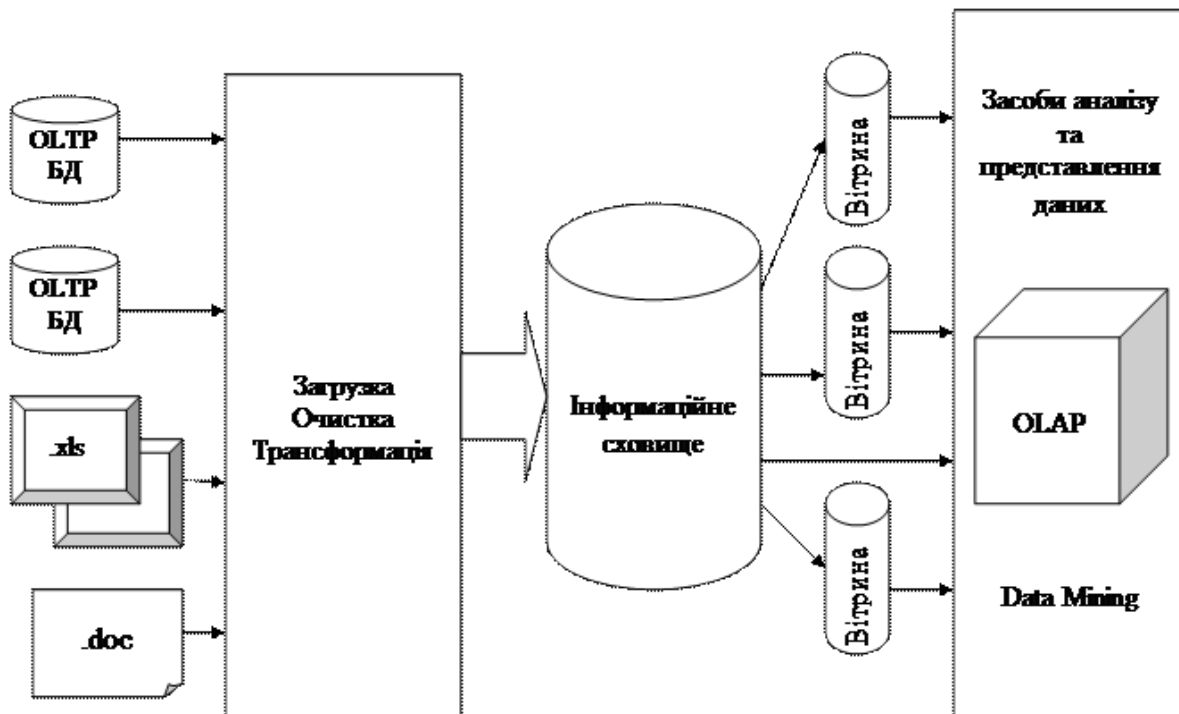 OLTP
БД
OLTP
БД
.xls
.doc
Загрузка
Очистка
Трансформація
Інформаційне
сховище
Вітрина
Вітрина
Вітрина
Засоби аналізу
та
представлення
даних
OLAP
Data Mining